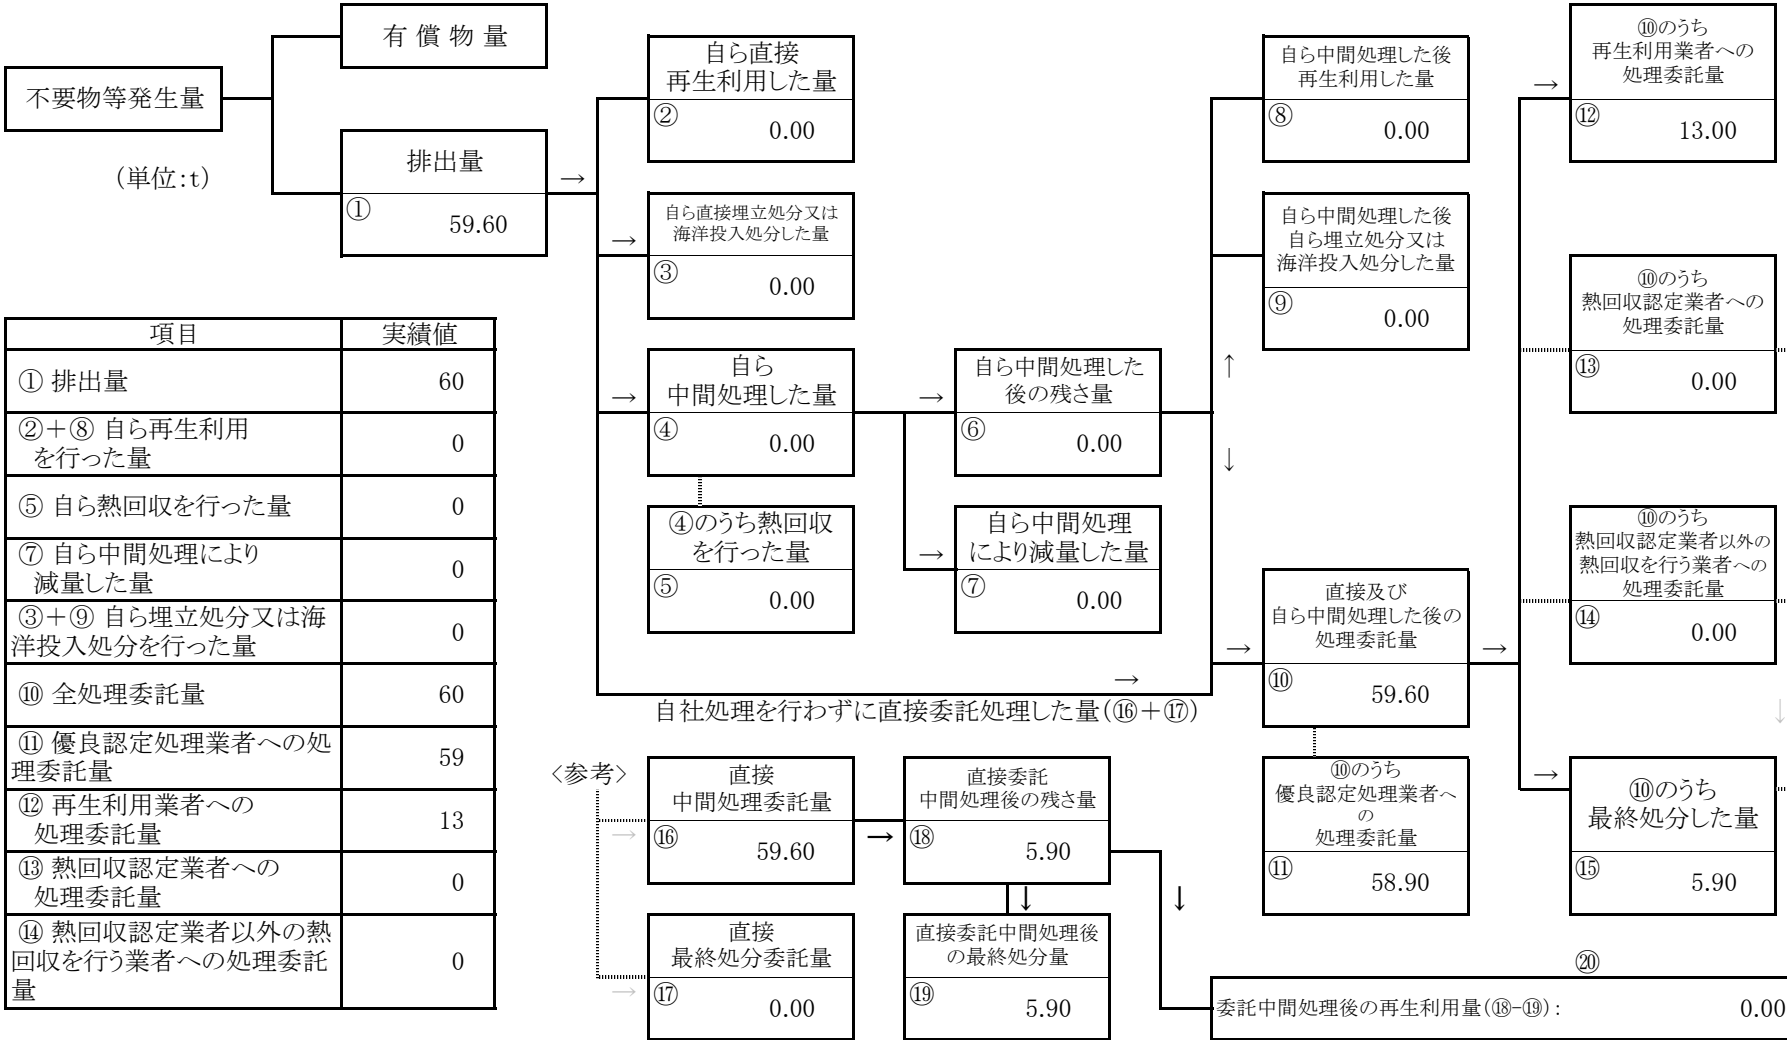 不要物等発生量
(単位:t)
有 償 物 量
排出量
①
59.60
→
自ら直接
再生利用した量
②
0.00
→
自ら直接埋立処分又は
海洋投入処分した量
③
0.00
→
自ら
中間処理した量
④
0.00
④のうち熱回収
を行った量
⑤
0.00
→
自ら中間処理した
後の残さ量
⑥
0.00
→
自ら中間処理
により減量した量
⑦
0.00
自ら中間処理した後
再生利用した量
⑧
0.00
自ら中間処理した後
自ら埋立処分又は
海洋投入処分した量
⑨
0.00
↑
↓
→
自社処理を行わずに直接委託処理した量(⑯+⑰)
→
直接及び
自ら中間処理した後の
処理委託量
⑩
59.60
→
⑩のうち
優良認定処理業者へ
の
処理委託量
⑪
58.90
→
⑩のうち
再生利用業者への
処理委託量
⑫
13.00
⑩のうち
熱回収認定業者への
処理委託量
⑬
0.00
⑩のうち
熱回収認定業者以外の
熱回収を行う業者への
処理委託量
⑭
0.00
↓
→
⑩のうち
最終処分した量
⑮
5.90
項目 実績値
① 排出量 60
②+⑧ 自ら再生利用
を行った量 0
⑤ 自ら熱回収を行った量 0
⑦ 自ら中間処理により
減量した量 0
③+⑨ 自ら埋立処分又は海
洋投入処分を行った量 0
⑩ 全処理委託量 60
⑪ 優良認定処理業者への処
理委託量 59
⑫ 再生利用業者への
処理委託量 13
⑬ 熱回収認定業者への
処理委託量 0
⑭ 熱回収認定業者以外の熱
回収を行う業者への処理委託
量 0
<参考>
→
直接
中間処理委託量
⑯
59.60
→
直接委託
中間処理後の残さ量
⑱
5.90
→
直接
最終処分委託量
⑰
0.00
↓
直接委託中間処理後
の最終処分量
⑲
5.90
↓
⑳
委託中間処理後の再生利用量(⑱-⑲): 0.00